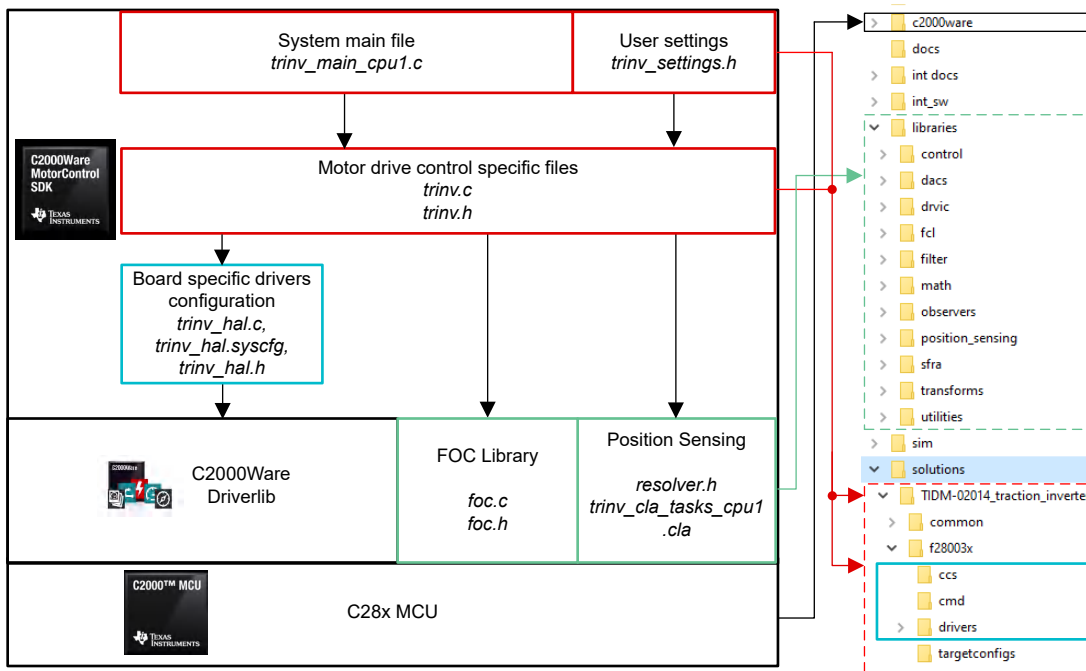 System main file
trinv_main_cpu1.c
User settings
trinv_settings.h
C2000Ware
MotorControl
SDK
TEXAS
INSTRUMENTS
Motor drive control specific files
trinv.c
trinv.h
Board specific drivers
configuration
trinv_hal.c,
trinv_hal.syscfg,
trinv_hal.h
C2000Ware
C2000Ware
Driverlib
FOC Library
foc.c
foc.h
Position Sensing
resolver.h
trinv_cla_tasks_cpu1
.cla
C2000™ MCU
TEXAS
INSTRUMENTS
C28x MCU
c2000ware
docs
int docs
int_sw
libraries
control
dacs
drvic
fcl
filter
math
observers
position_sensing
sfra
transforms
utilities
sim
solutions
TIDM-02014_traction_inverte
common
f28003x
ccs
cmd
drivers
targetconfigs